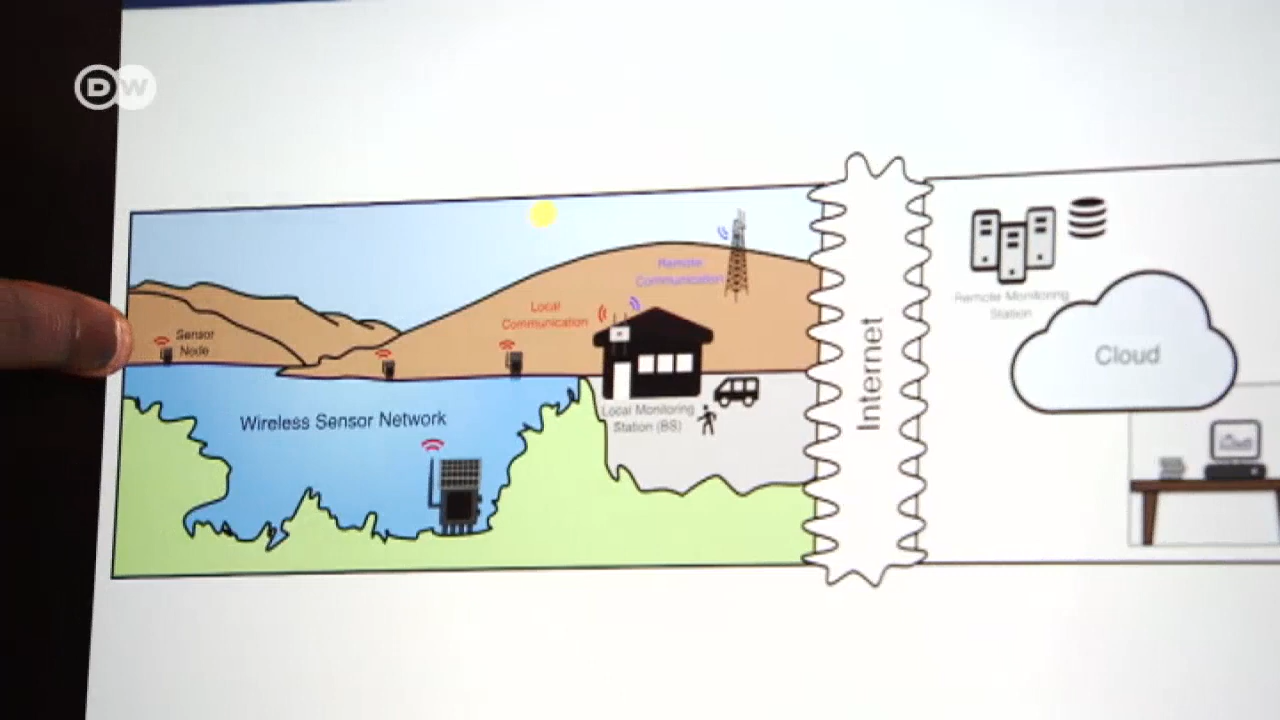 DW
Remote
Communication
Local
Communication
Sensor
Node
Wireless Sensor Network
Local Monitoring
Station (BS)
Internet
Remote Monitoring
Station
Cloud